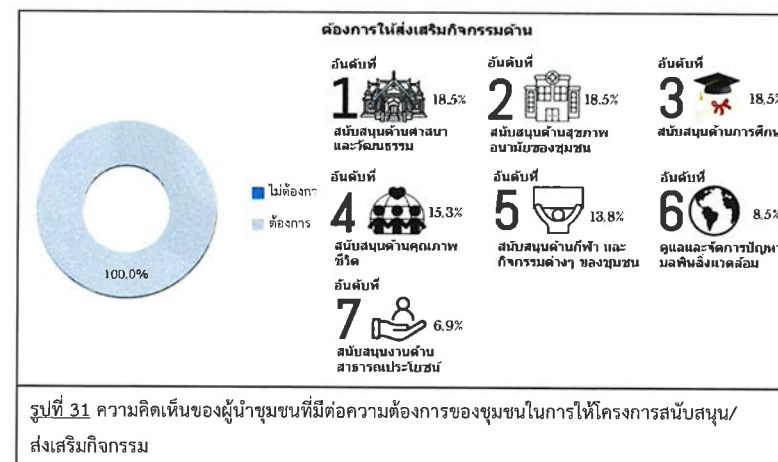 ต้องการให้ส่งเสริมกิจกรรมด้าน
อันดับที่
1
18.5%
สนับสนุนด้านศาสนา
และวัฒนธรรม
อันดับที่
2
18.5%
สนับสนุนด้านสุขภาพ
อนามัยของชุมชน
อันดับที่
3
18.5%
สนับสนุนด้านการศึกษ
ไม่ต้องกา
ต้องการ
100.0%
อันดับที่
4
15.3%
สนับสนุนด้านคุณภาพ
ชีวิต
อันดับที่
5
13.8%
สนับสนุนด้านกีฬา และ
กิจกรรมต่างๆ ของชุมชน
อันดับที่
6
8.5%
ดูแลและจัดการปัญหา
มลพิษสิ่งแวดล้อม
อันดับที่
7
6.9%
สนับสนุนงานด้าน
สาธารณประโยชน์
รูปที่ 31 ความคิดเห็นของผู้นำชุมชนที่มีต่อความต้องการของชุมชนในการให้โครงการสนับสนุน/
ส่งเสริมกิจกรรม